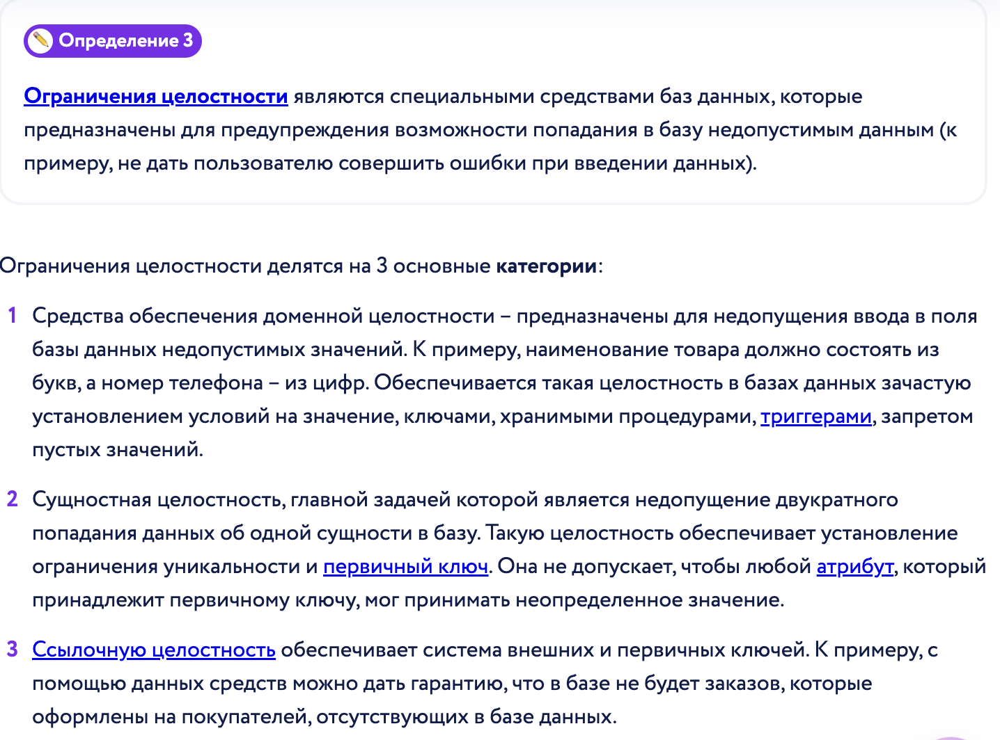 Определение 3
Ограничения целостности являются специальными средствами баз данных, которые
предназначены для предупреждения возможности попадания в базу недопустимым данным (к
примеру, не дать пользователю совершить ошибки при введении данных).
Ограничения целостности делятся на 3 основные категории:
1 Средства обеспечения доменной целостности – предназначены для недопущения ввода в поля
базы данных недопустимых значений. К примеру, наименование товара должно состоять из
букв, а номер телефона – из цифр. Обеспечивается такая целостность в базах данных зачастую
установлением условий на значение, ключами, хранимыми процедурами, триггерами, запретом
пустых значений.
2 Сущностная целостность, главной задачей которой является недопущение двукратного
попадания данных об одной сущности в базу. Такую целостность обеспечивает установление
ограничения уникальности и первичный ключ. Она не допускает, чтобы любой атрибут, который
принадлежит первичному ключу, мог принимать неопределенное значение.
3 Ссылочную целостность обеспечивает система внешних и первичных ключей. К примеру, с
помощью данных средств можно дать гарантию, что в базе не будет заказов, которые
оформлены на покупателей, отсутствующих в базе данных.